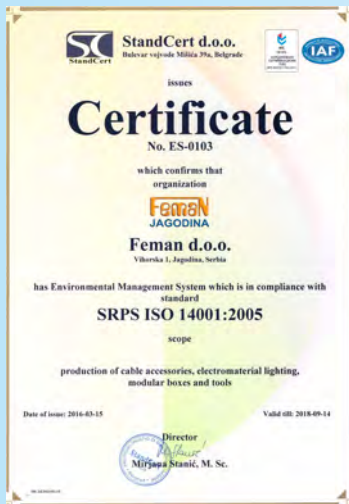 SC
StandCert
StandCert d.o.o.
Bulevar vojvode Mišića 39a, Belgrade
IAF
issues
Certificate
No. ES-0103
which confirms that
organization
FemaN
JAGODINA
Feman d.o.o.
Vihorska 1, Jagodina, Serbia
has Environmental Management System which is in compliance with
standard
SRPS ISO 14001:2005
scope
production of cable accessories, electromaterial lighting,
modular boxes and tools
Date of issue: 2016-03-15
Valid till: 2018-09-14
Director
Mirjana Stanić, M. Sc.